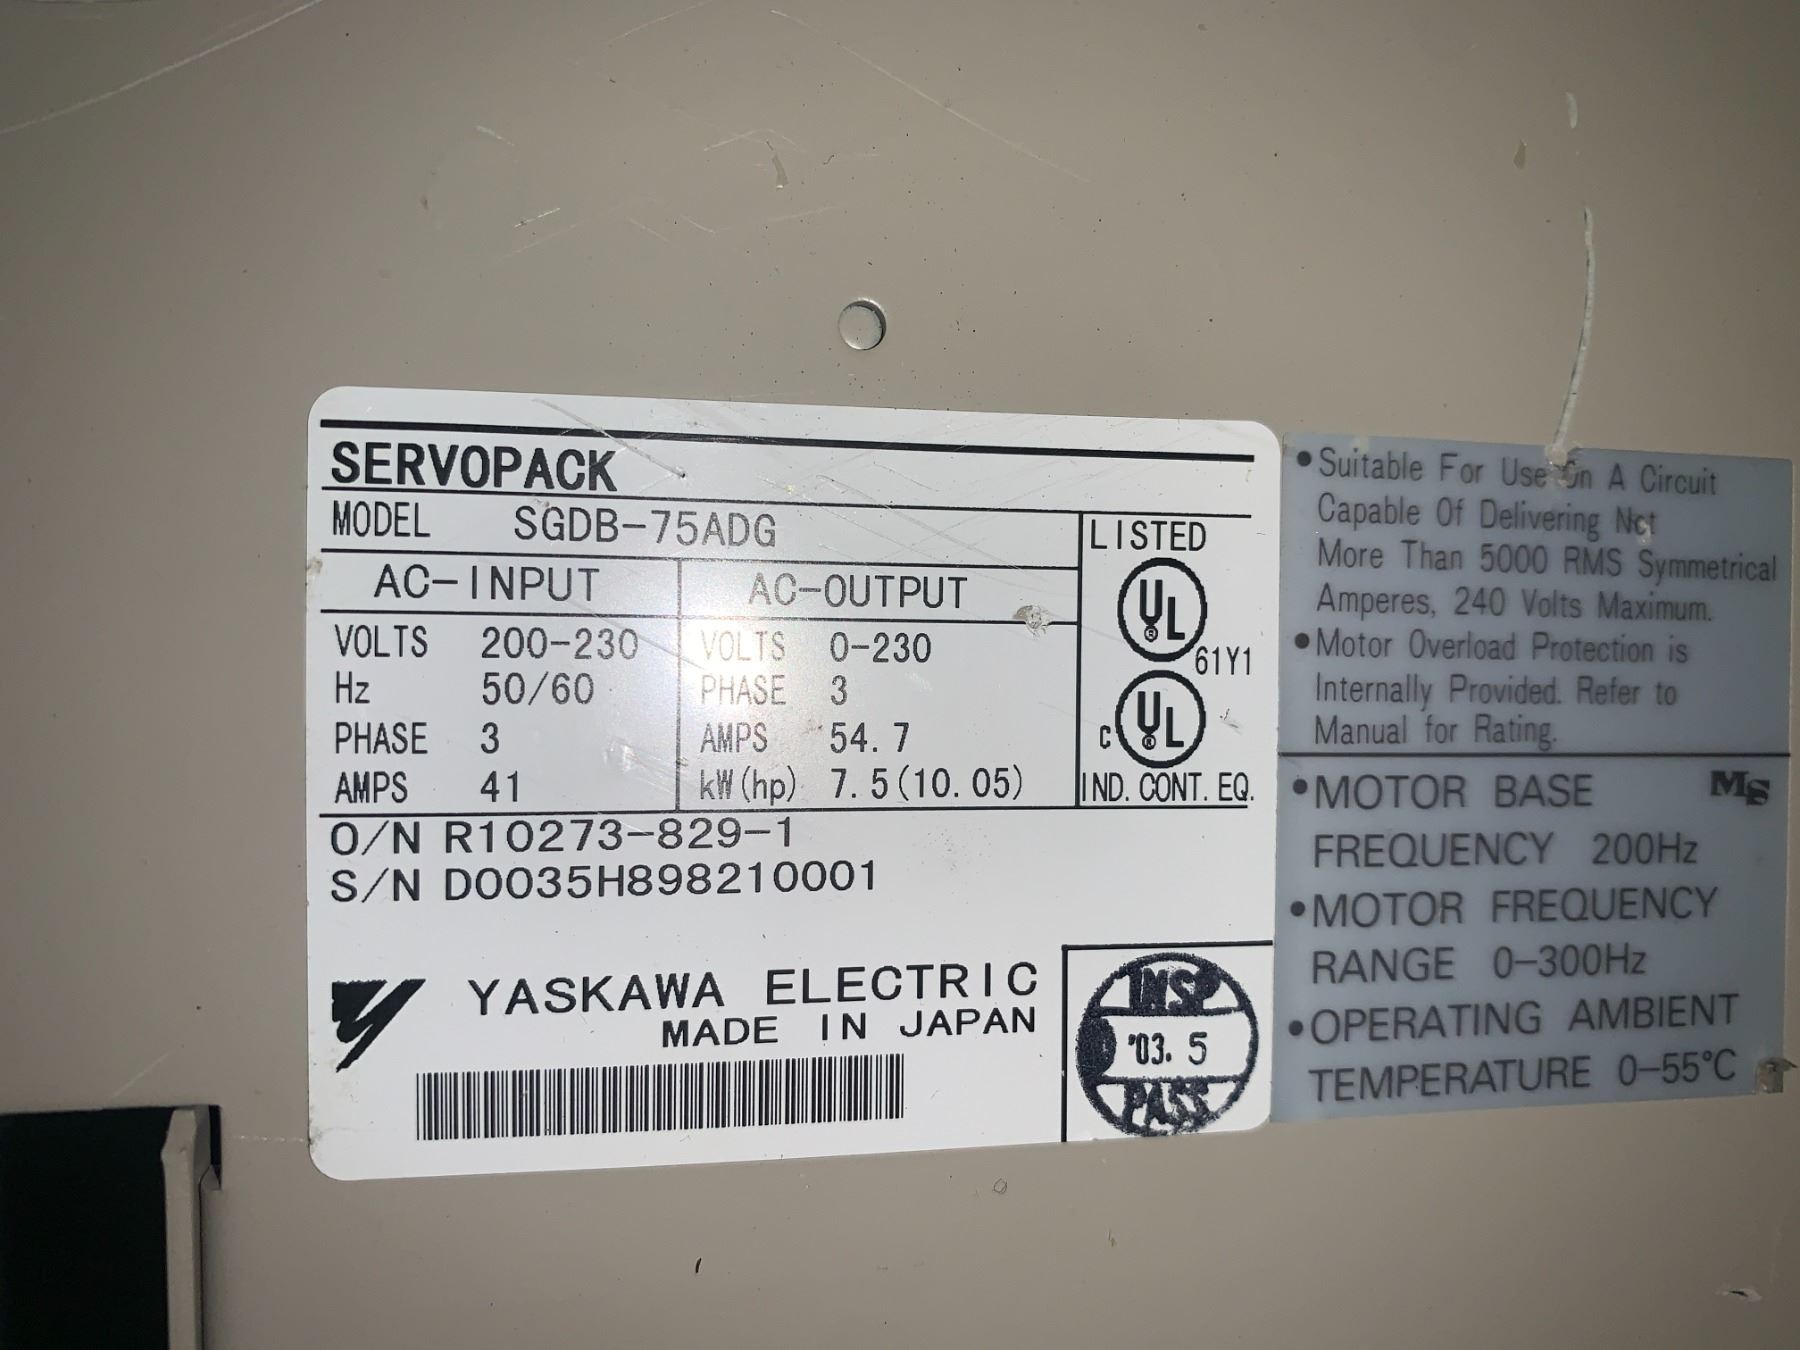 SERVOPACK
MODEL SGDB-75ADG
AC-INPUT
VOLTS 200-230
Hz 50/60
PHASE 3
AMPS 41
AC-OUTPUT
VOLTS 0-230
PHASE 3
AMPS 54.7
kW(hp) 7.5(10.05)
LISTED
UL ®
61Y1
C UL ®
IND. CONT. EQ.
O/N R10273-829-1
S/N D0035H898210001
YASKAWA ELECTRIC
MADE IN JAPAN
INSP
'03. 5
PASS
•Suitable For Use On A Circuit
Capable Of Delivering Not
More Than 5000 RMS Symmetrical
Amperes, 240 Volts Maximum.
•Motor Overload Protection is
Internally Provided. Refer to
Manual for Rating.
•MOTOR BASE MS
FREQUENCY 200Hz
•MOTOR FREQUENCY
RANGE 0-300Hz
•OPERATING AMBIENT
TEMPERATURE 0-55°C